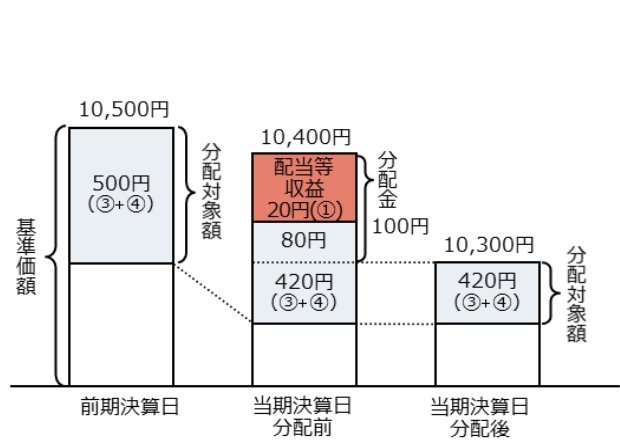 10,500円
500円
(③+④)
分配対象額
基準価額
前期決算日
10,400円
配当等
収益
20円(①)
80円
420円
(③+④)
分配金
100円
当期決算日
分配前
10,300円
420円
(③+④)
分配対象額
当期決算日
分配後